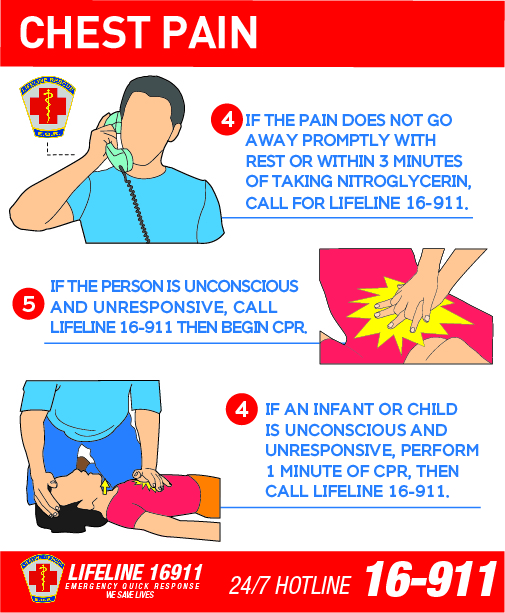 CHEST PAIN
4
IF THE PAIN DOES NOT GO
AWAY PROMPTLY WITH
REST OR WITHIN 3 MINUTES
OF TAKING NITROGLYCERIN,
CALL FOR LIFELINE 16-911.
5
IF THE PERSON IS UNCONSCIOUS
AND UNRESPONSIVE, CALL
LIFELINE 16-911 THEN BEGIN CPR.
4
IF AN INFANT OR CHILD
IS UNCONSCIOUS AND
UNRESPONSIVE, PERFORM
1 MINUTE OF CPR, THEN
CALL LIFELINE 16-911.
LIFELINE 16911
EMERGENCY QUICK RESPONSE
WE SAVE LIVES
24/7 HOTLINE 16-911